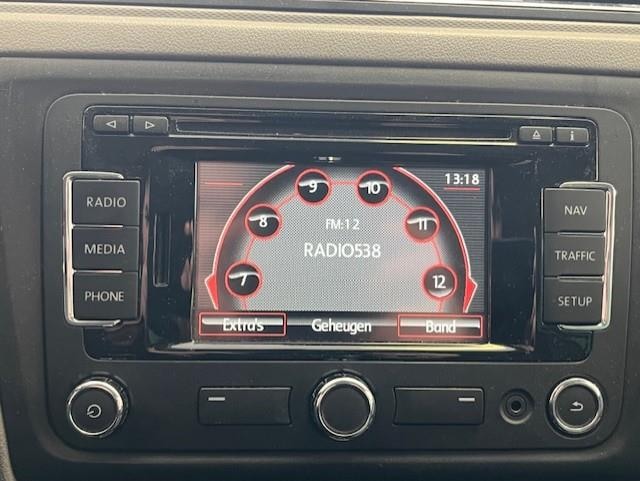 RADIO
MEDIA
PHONE
13:18
9 10
8 11
7 12
FM:12
RADIO538
Extra's Geheugen Band
i
NAV
TRAFFIC
SETUP